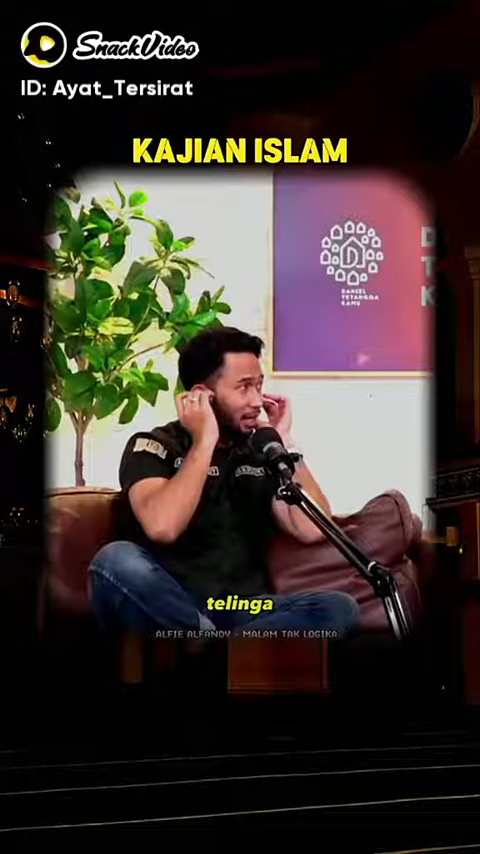 SnackVideo
ID: Ayat_Tersirat
KAJIAN ISLAM
D
T
K
DANIEL
TETANGGA
KAMU
telinga
ALFIE ALFANDY - MALAM TAK LOGIKA